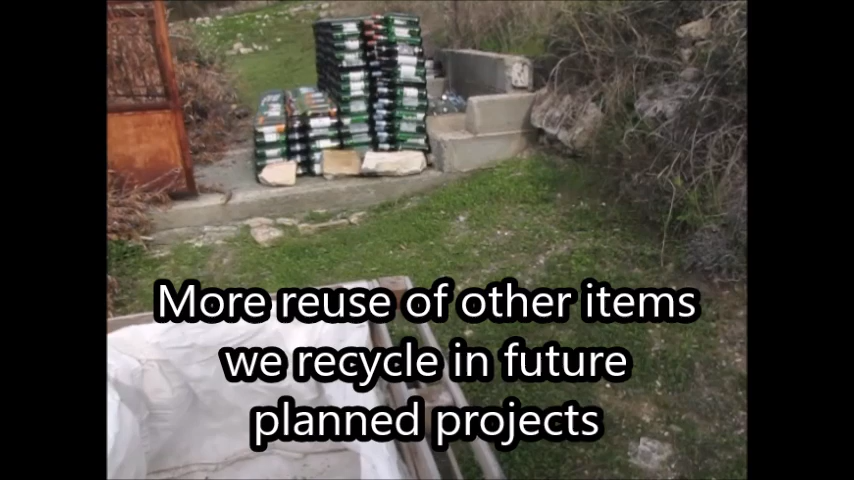 More reuse of other items
we recycle in future
planned projects